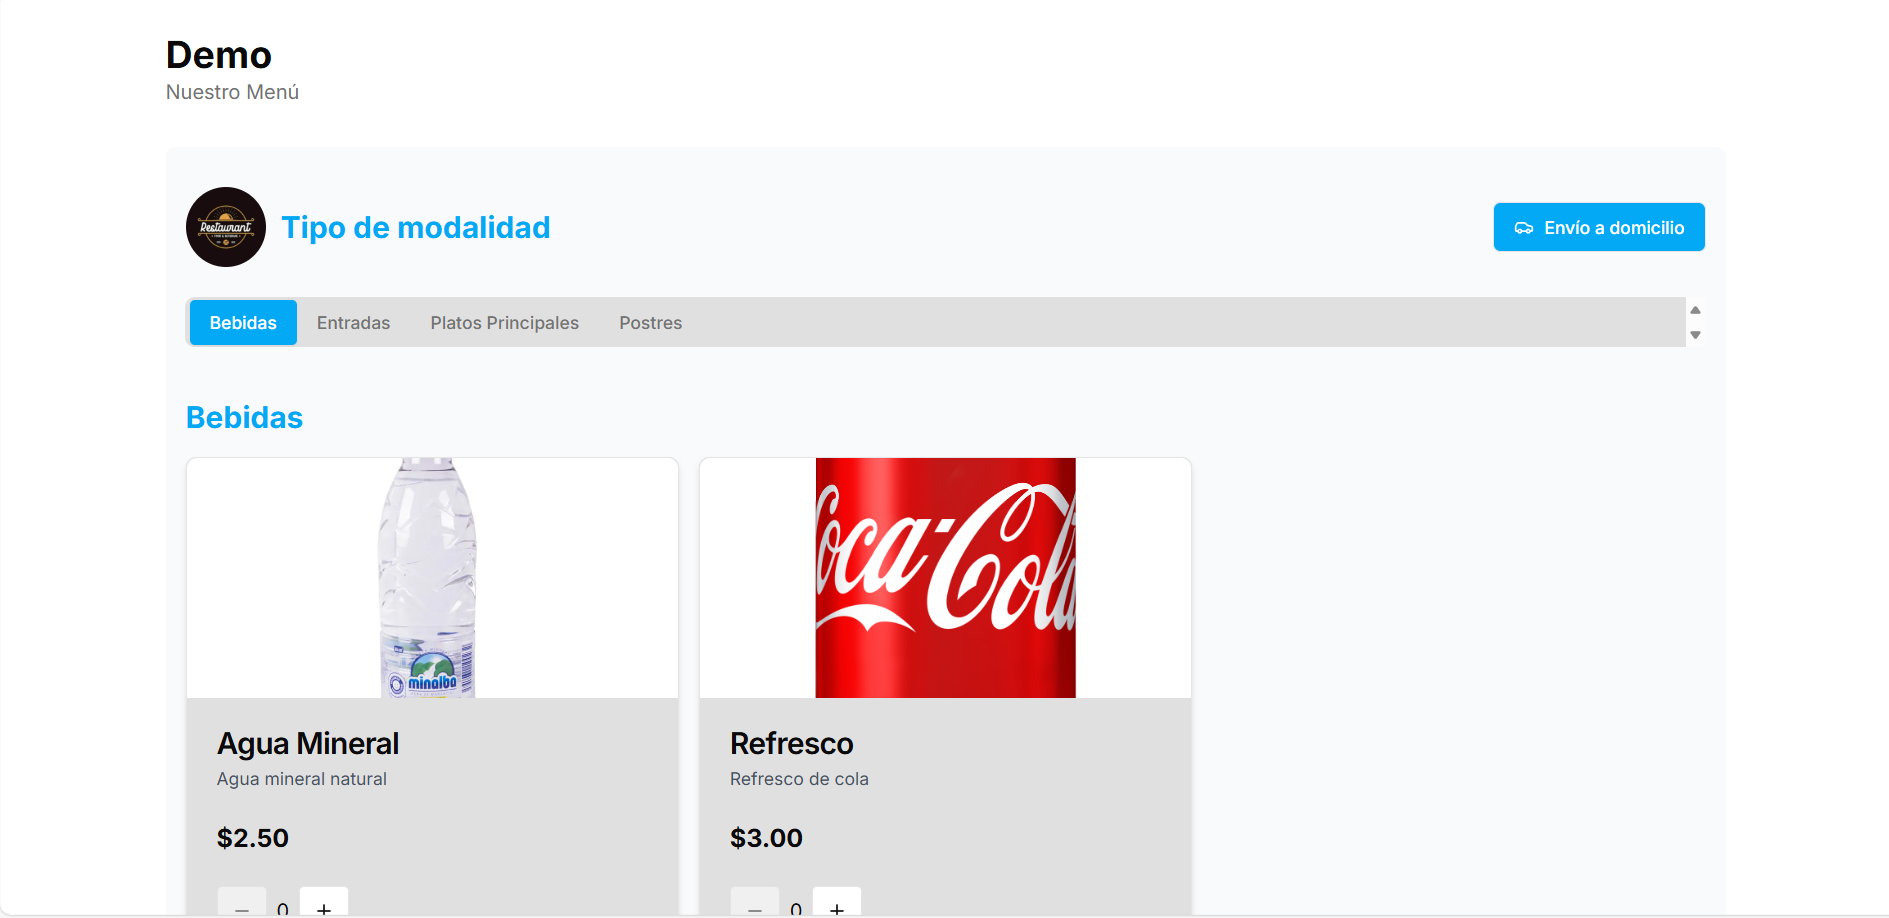 Demo
Nuestro Menú
Restaurant
Tipo de modalidad
Envío a domicilio
Bebidas
Entradas
Platos Principales
Postres
Bebidas
minalba
Coca-Cola
Agua Mineral
Agua mineral natural
$2.50
− 0 +
Refresco
Refresco de cola
$3.00
− 0 +